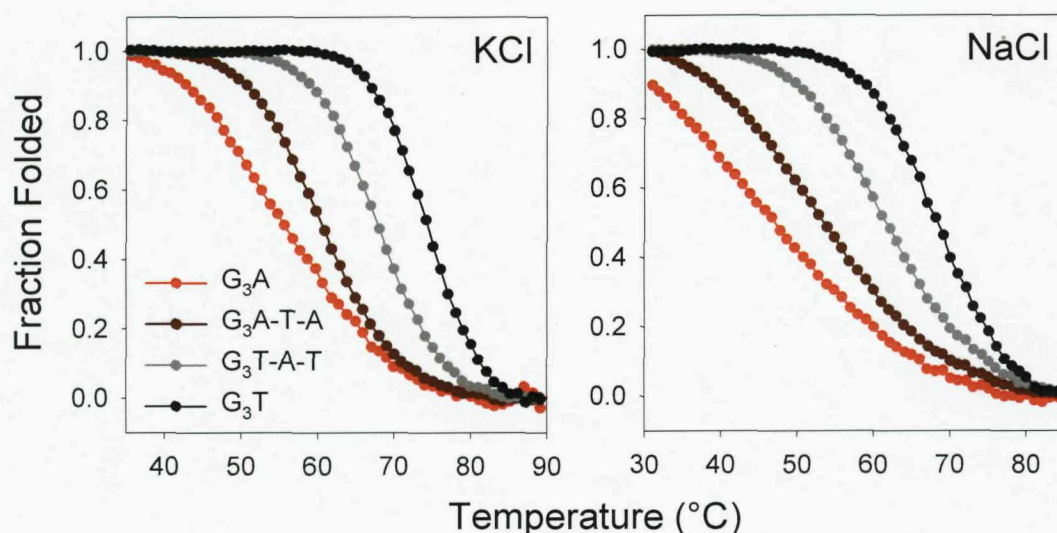 KCl
NaCl
1.0
0.8
0.6
0.4
0.2
0.0
1.0
0.8
0.6
0.4
0.2
0.0
Fraction Folded
G₃A
G₃A-T-A
G₃T-A-T
G₃T
40 50 60 70 80 90
30 40 50 60 70 80
Temperature (°C)